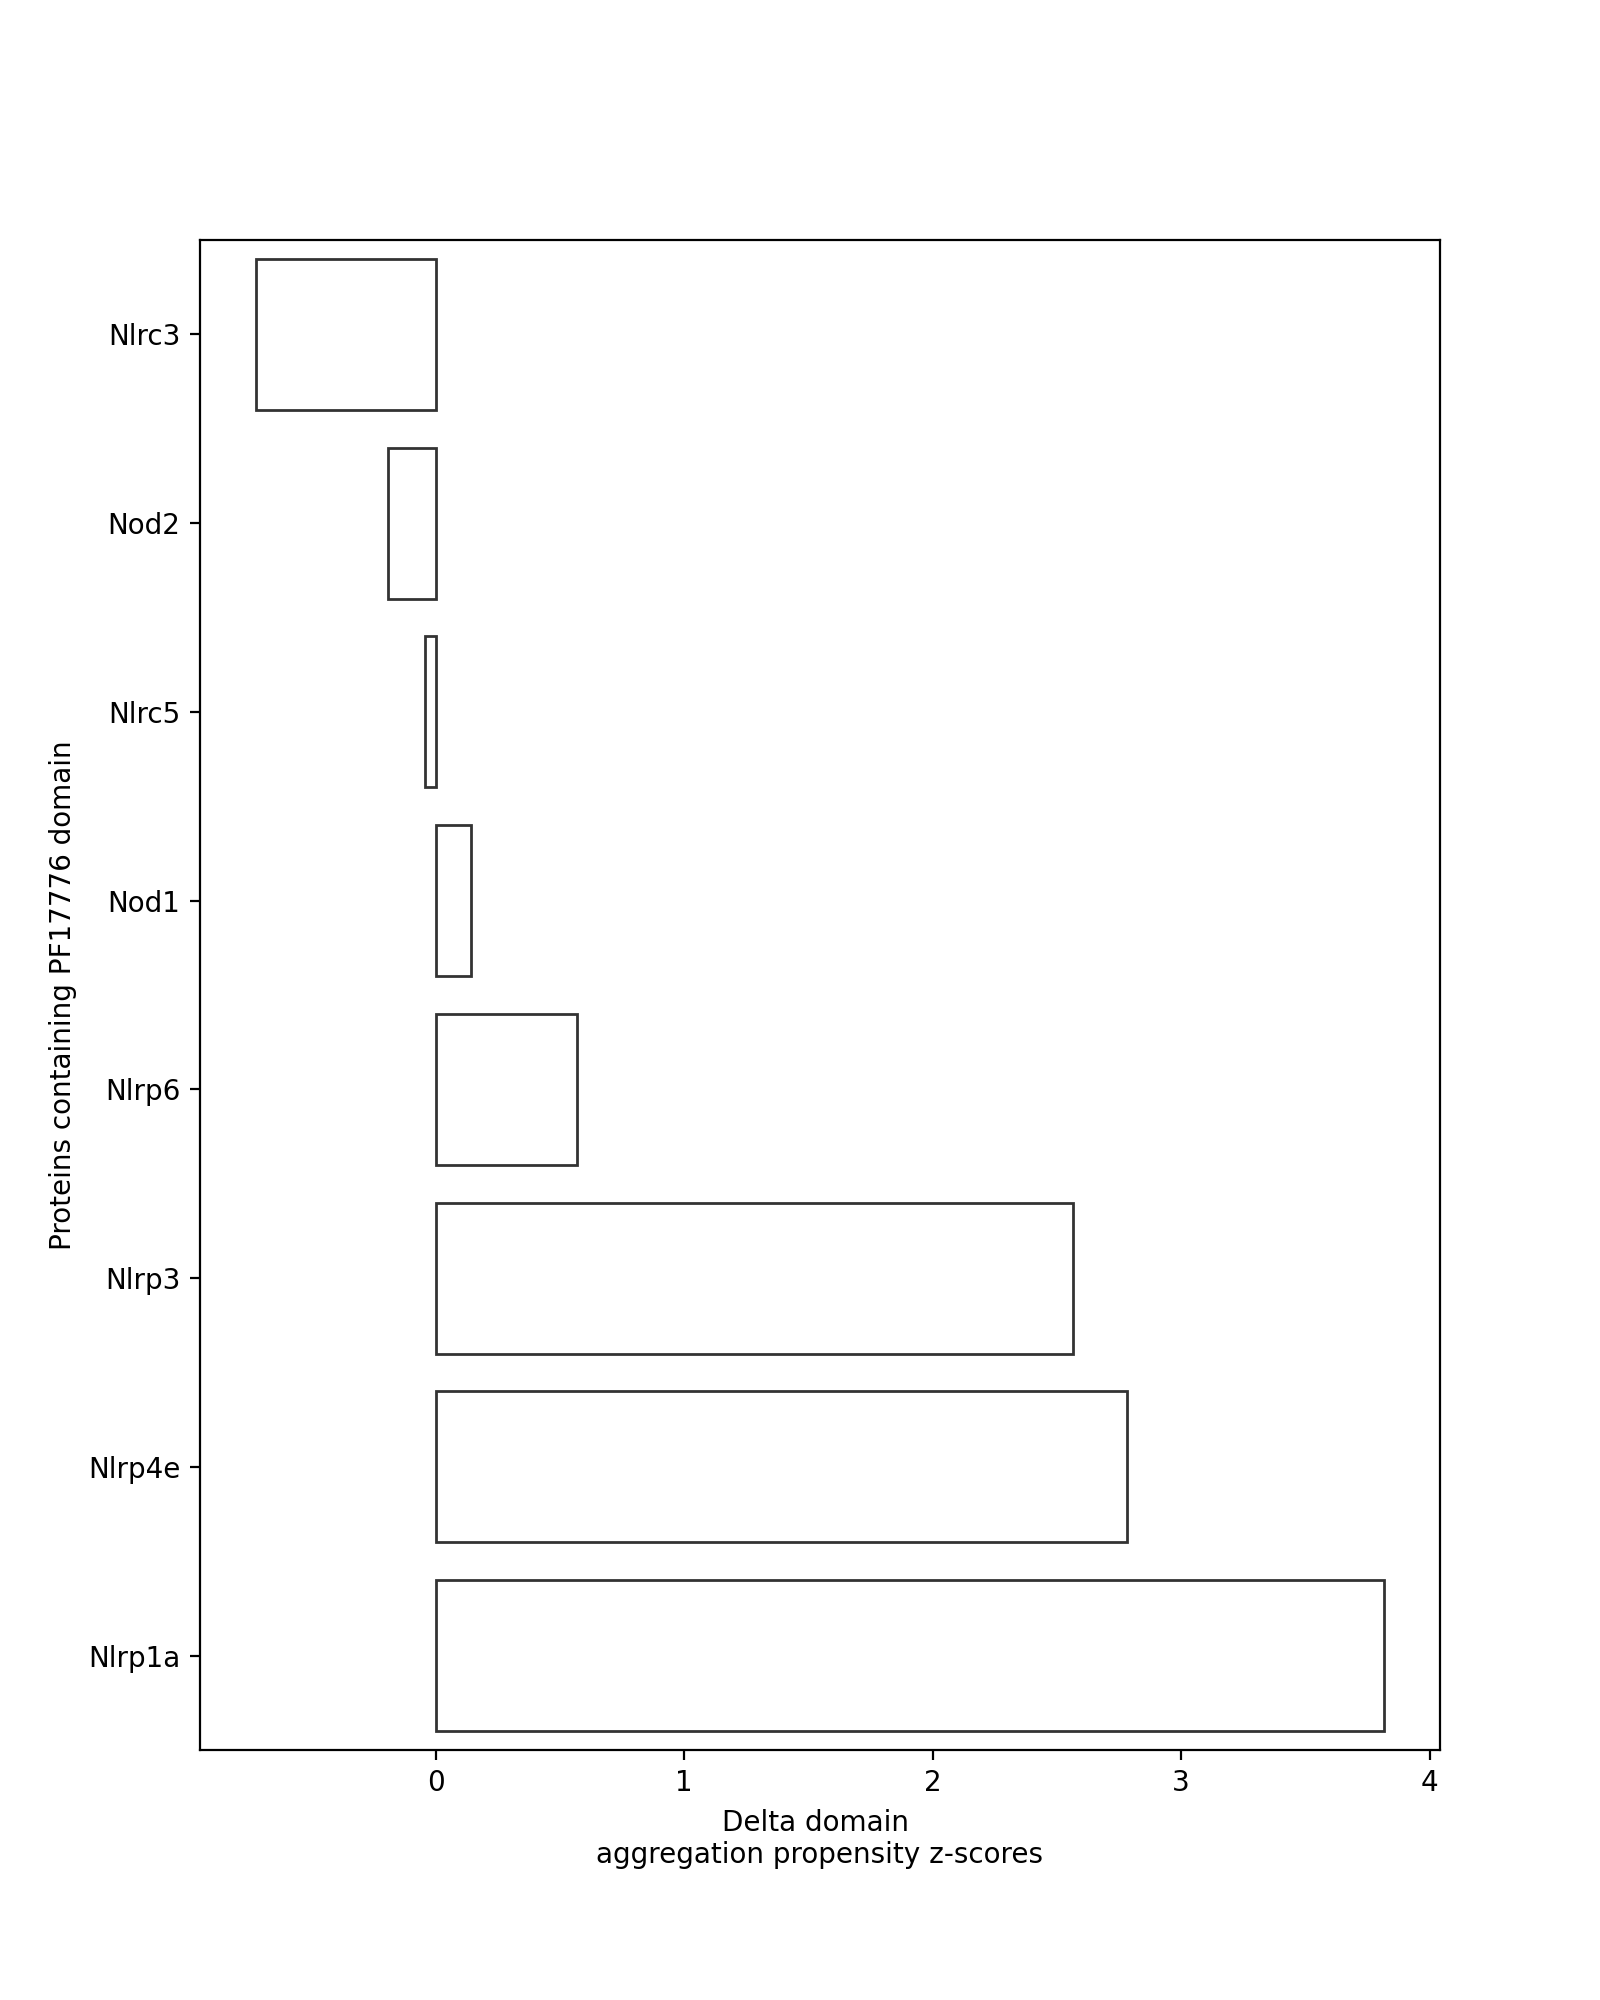 Nlrc3
Nod2
Nlrc5
Nod1
Nlrp6
Nlrp3
Nlrp4e
Nlrp1a
Proteins containing PF17776 domain
0 1 2 3 4
Delta domain
aggregation propensity z-scores